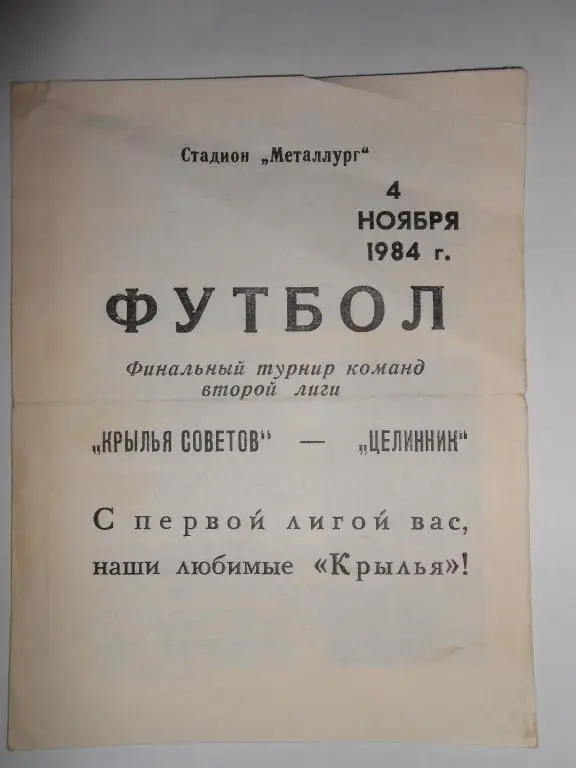 Стадион „Металлург“
4
НОЯБРЯ
1984 г.
ФУТБОЛ
Финальный турнир команд
второй лиги
„КРЫЛЬЯ СОВЕТОВ“ — „ЦЕЛИННИК“
С первой лигой вас,
наши любимые «Крылья»!